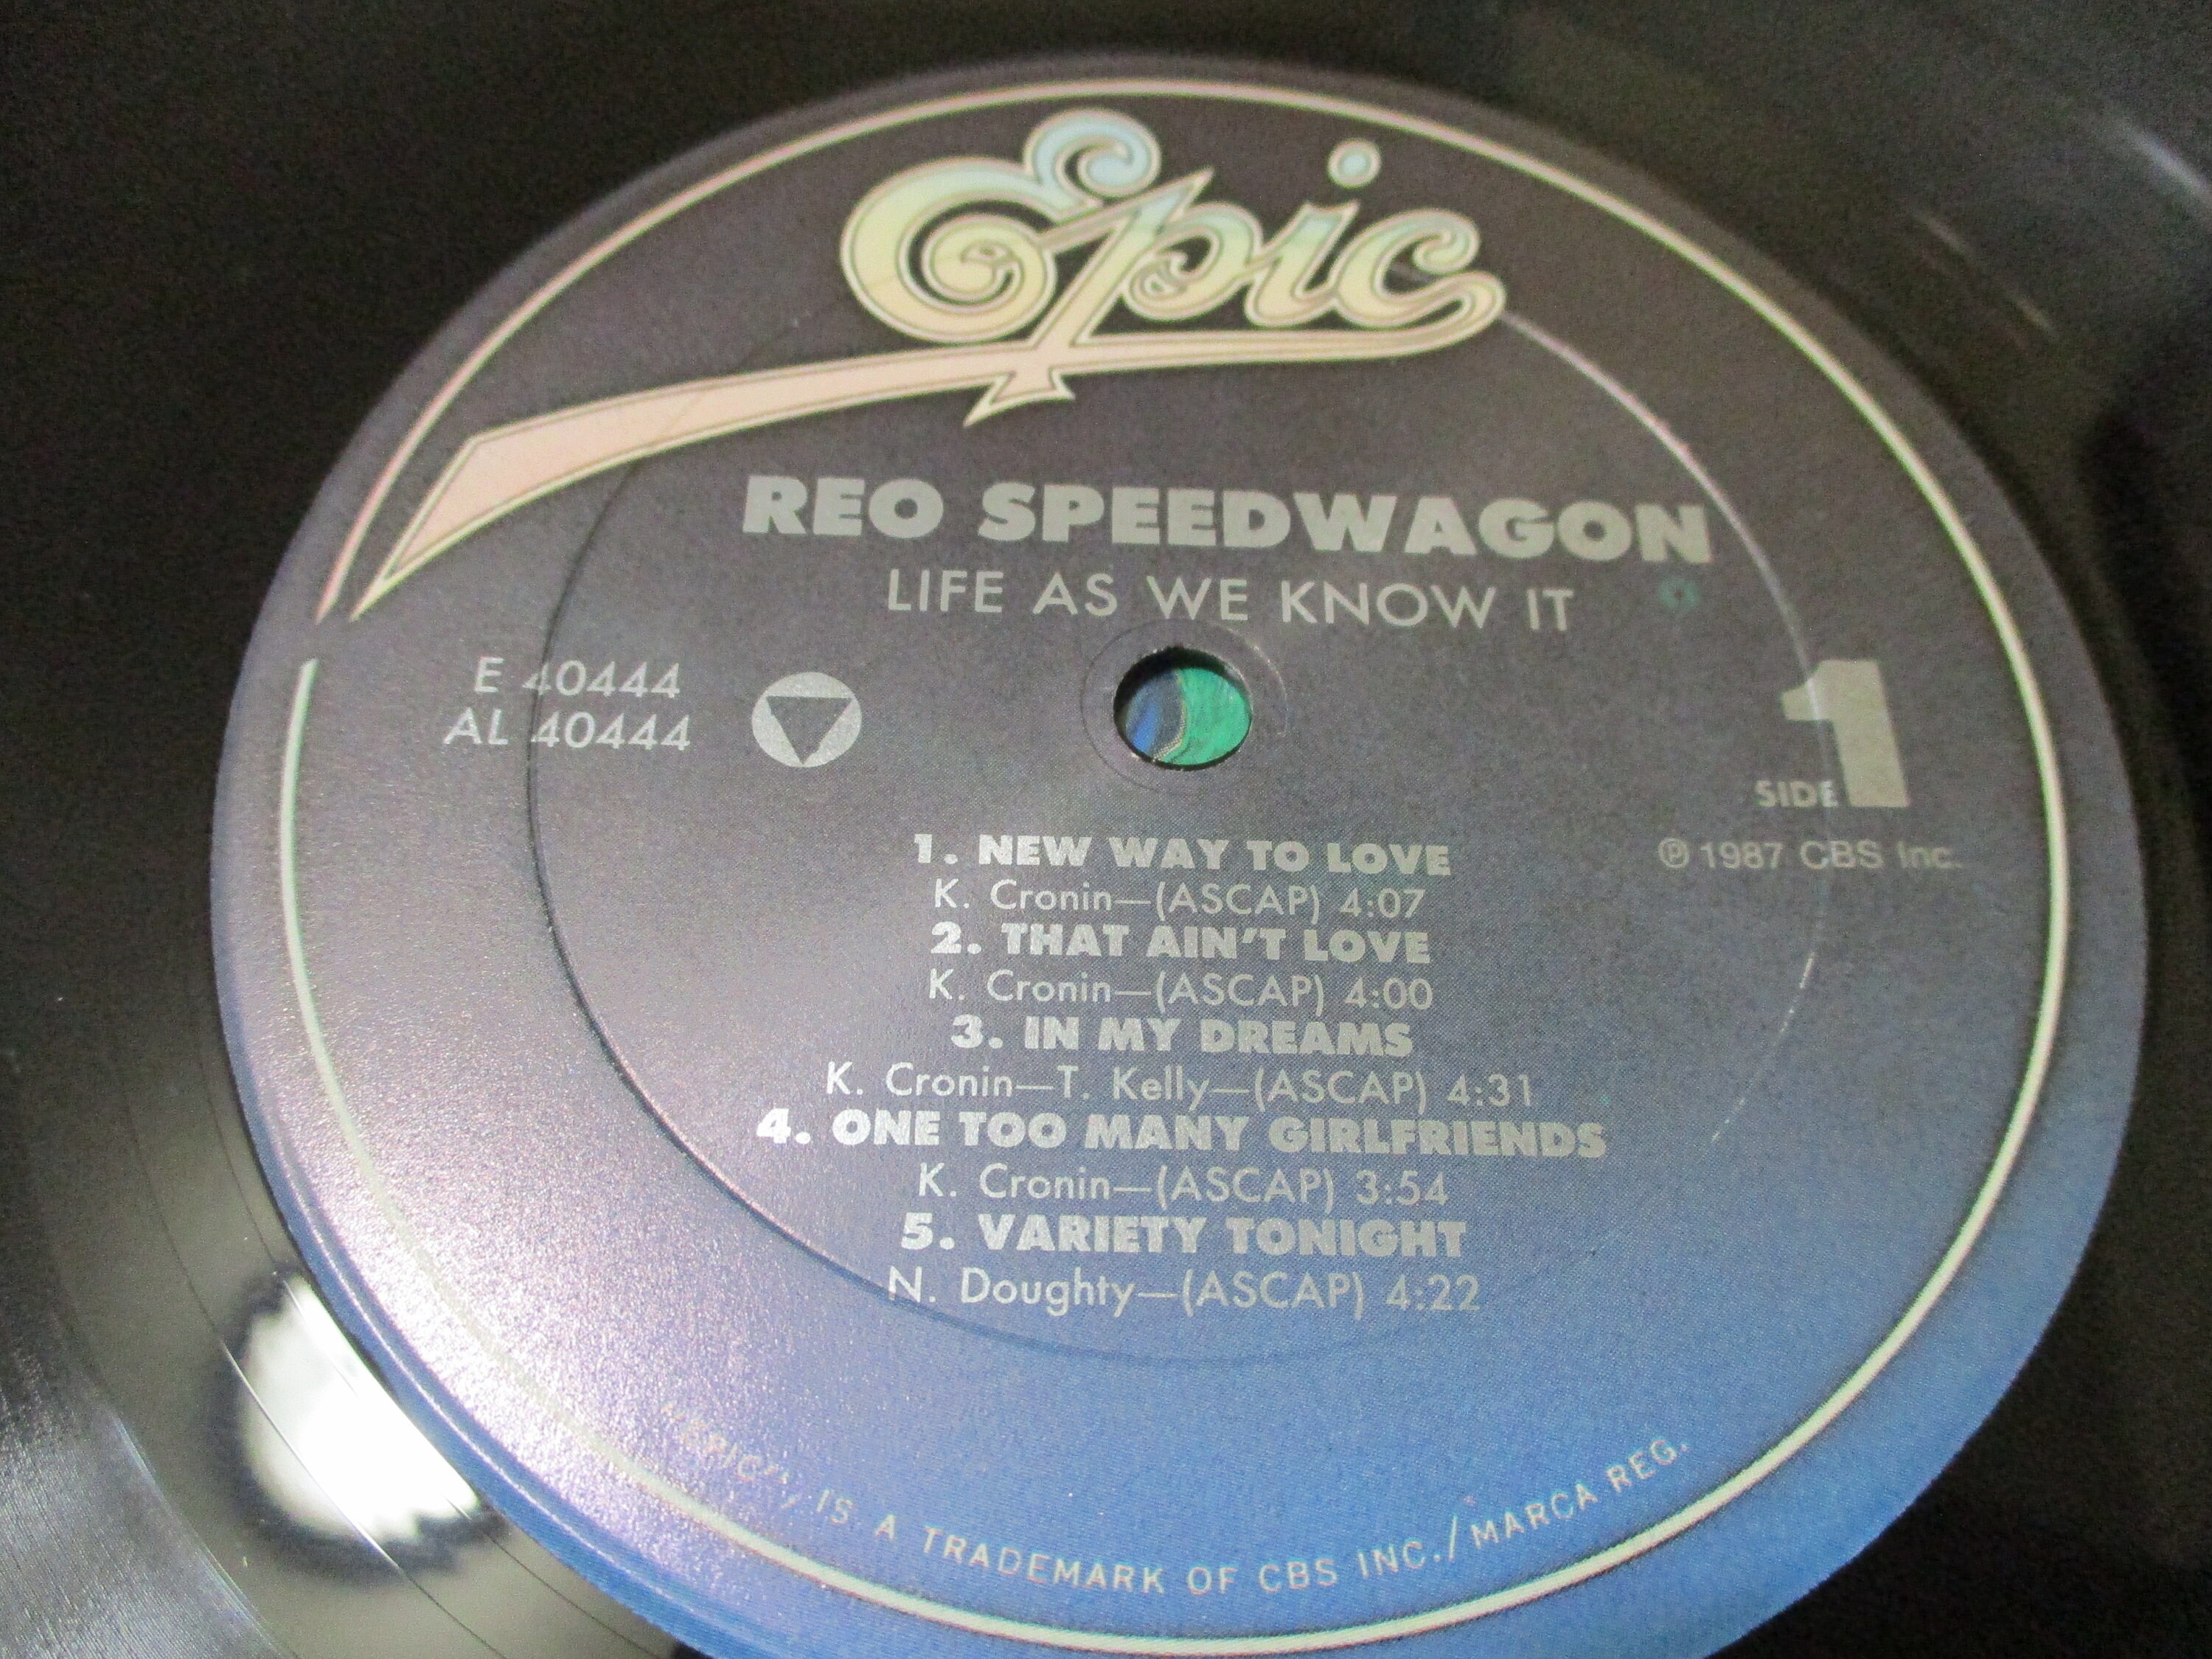 Epic
REO SPEEDWAGON
LIFE AS WE KNOW IT
E 40444
AL 40444
SIDE 1
℗ 1987 CBS Inc.
1. NEW WAY TO LOVE
K. Cronin—(ASCAP) 4:07
2. THAT AIN'T LOVE
K. Cronin—(ASCAP) 4:00
3. IN MY DREAMS
K. Cronin—T. Kelly—(ASCAP) 4:31
4. ONE TOO MANY GIRLFRIENDS
K. Cronin—(ASCAP) 3:54
5. VARIETY TONIGHT
N. Doughty—(ASCAP) 4:22
"EPIC", IS A TRADEMARK OF CBS INC./MARCA REG.